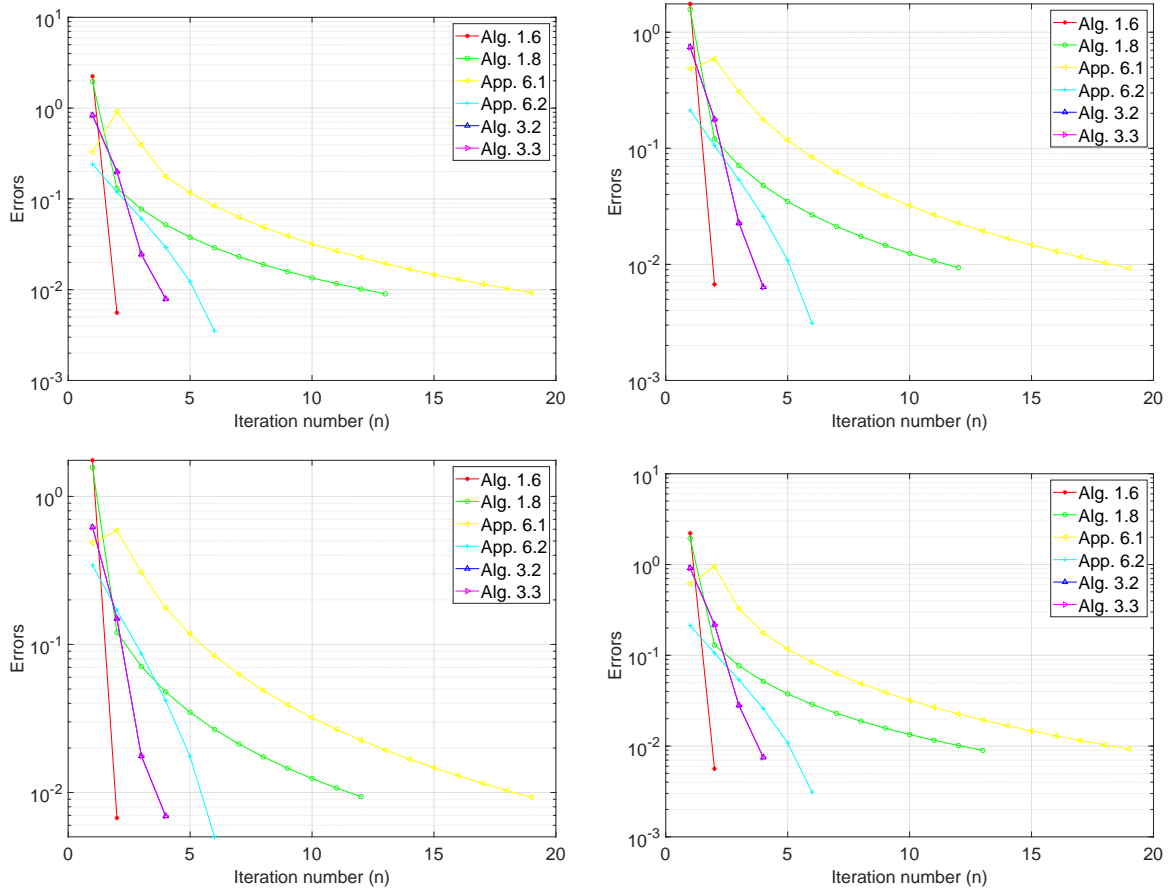 10^1
10^0
10^-1
10^-2
10^-3
Errors
0 5 10 15 20
Iteration number (n)
Alg. 1.6
Alg. 1.8
App. 6.1
App. 6.2
Alg. 3.2
Alg. 3.3
10^0
10^-1
10^-2
10^-3
Errors
0 5 10 15 20
Iteration number (n)
Alg. 1.6
Alg. 1.8
App. 6.1
App. 6.2
Alg. 3.2
Alg. 3.3
10^0
10^-1
10^-2
Errors
0 5 10 15 20
Iteration number (n)
Alg. 1.6
Alg. 1.8
App. 6.1
App. 6.2
Alg. 3.2
Alg. 3.3
10^1
10^0
10^-1
10^-2
10^-3
Errors
0 5 10 15 20
Iteration number (n)
Alg. 1.6
Alg. 1.8
App. 6.1
App. 6.2
Alg. 3.2
Alg. 3.3